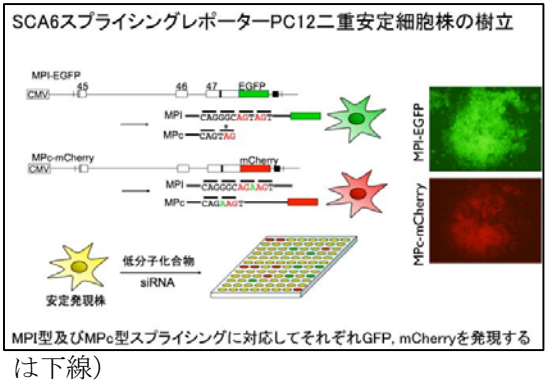 SCA6スプライシングレポーターPC12二重安定細胞株の樹立
MPI-EGFP
45 46 47 EGFP
CMV
MPI CAGGGCAGTAGT
*
MPc CAGTAG
MPc-mCherry
mCherry
CMV
MPI CAGGGCAGAAGT
MPc CAGAAGT
MPI-EGFP
MPc-mCherry
低分子化合物
siRNA
安定発現株
MPI型及びMPc型スプライシングに対応してそれぞれGFP, mCherryを発現する
は下線）